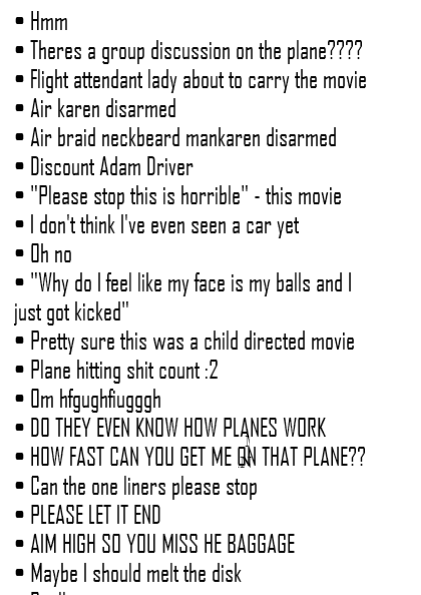 • Hmm
• Theres a group discussion on the plane????
• Flight attendant lady about to carry the movie
• Air karen disarmed
• Air braid neckbeard mankaren disarmed
• Discount Adam Driver
• "Please stop this is horrible" - this movie
• I don't think I've even seen a car yet
• Oh no
• "Why do I feel like my face is my balls and I
just got kicked"
• Pretty sure this was a child directed movie
• Plane hitting shit count :2
• Om hfgughfiugggh
• DO THEY EVEN KNOW HOW PLANES WORK
• HOW FAST CAN YOU GET ME ON THAT PLANE??
• Can the one liners please stop
• PLEASE LET IT END
• AIM HIGH SO YOU MISS HE BAGGAGE
• Maybe I should melt the disk